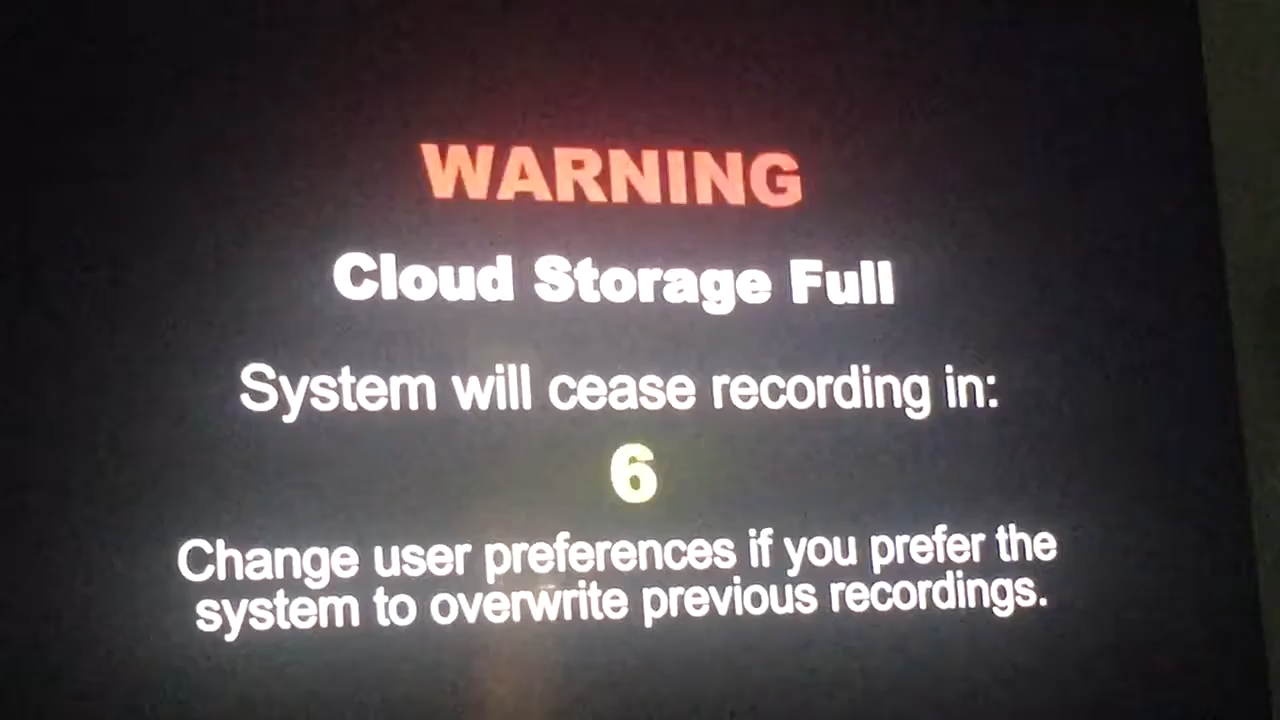 WARNING
Cloud Storage Full
System will cease recording in:
6
Change user preferences if you prefer the
system to overwrite previous recordings.